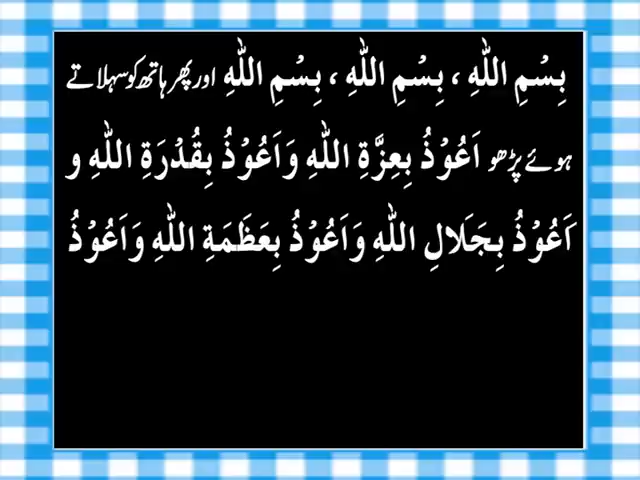 بِسْمِ اللّٰهِ ، بِسْمِ اللّٰهِ ، بِسْمِ اللّٰهِ اور پھر ہاتھ کو سہلاتے
ہوئے پڑھو اَعُوْذُ بِعِزَّةِ اللّٰهِ وَاَعُوْذُ بِقُدْرَةِ اللّٰهِ وَ
اَعُوْذُ بِجَلَالِ اللّٰهِ وَاَعُوْذُ بِعَظَمَةِ اللّٰهِ وَاَعُوْذُ